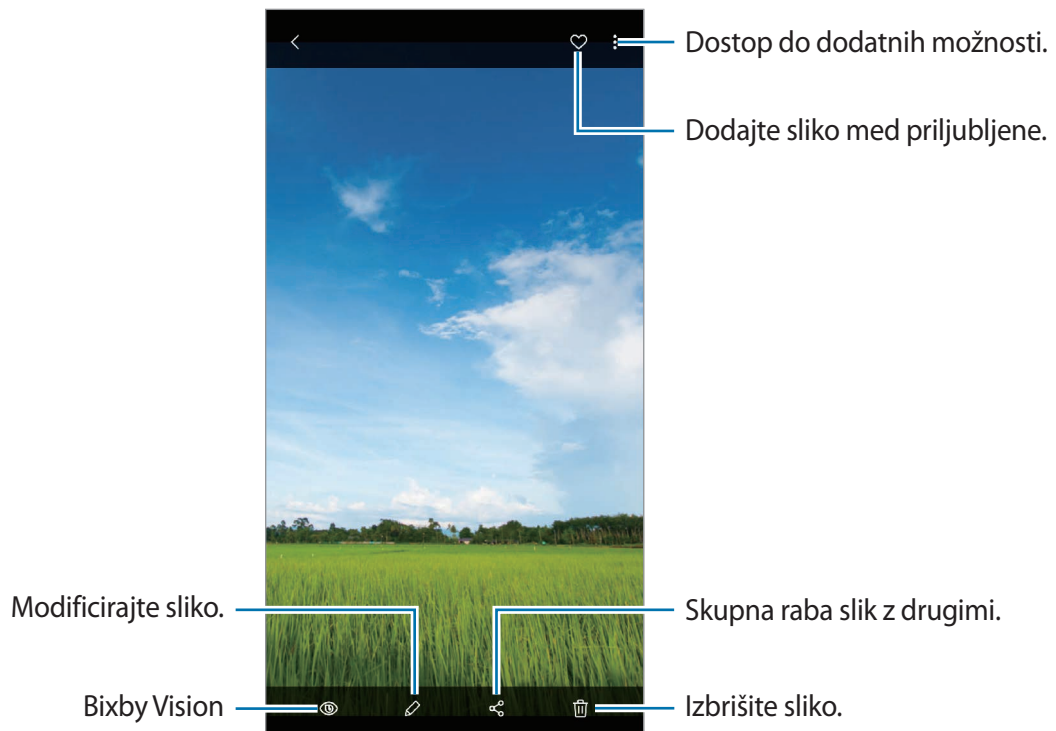 Dostop do dodatnih možnosti.
Dodajte sliko med priljubljene.
Modificirajte sliko.
Skupna raba slik z drugimi.
Bixby Vision
Izbrišite sliko.